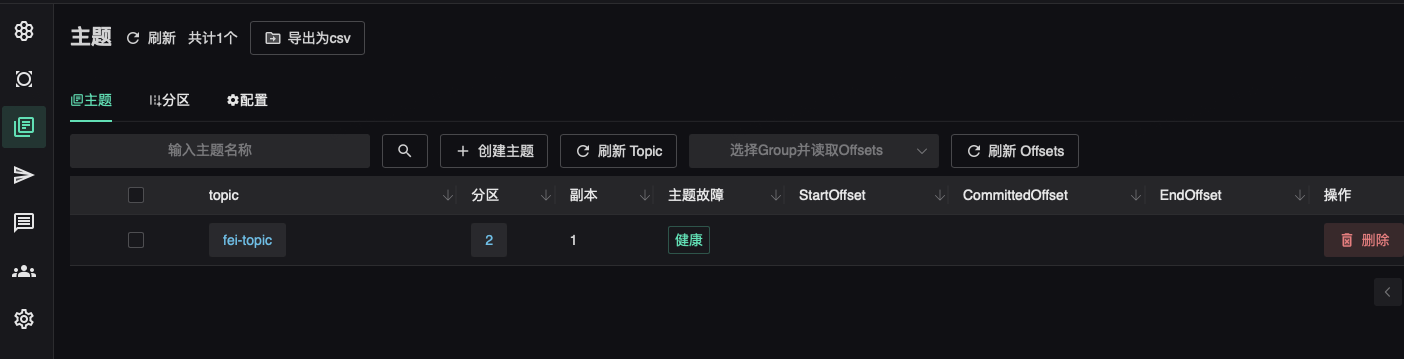 主题 刷新 共计1个 导出为csv
主题 分区 配置
输入主题名称 创建主题 刷新 Topic 选择Group并读取Offsets 刷新 Offsets
topic 分区 副本 主题故障 StartOffset CommittedOffset EndOffset 操作
fei-topic 2 1 健康 删除